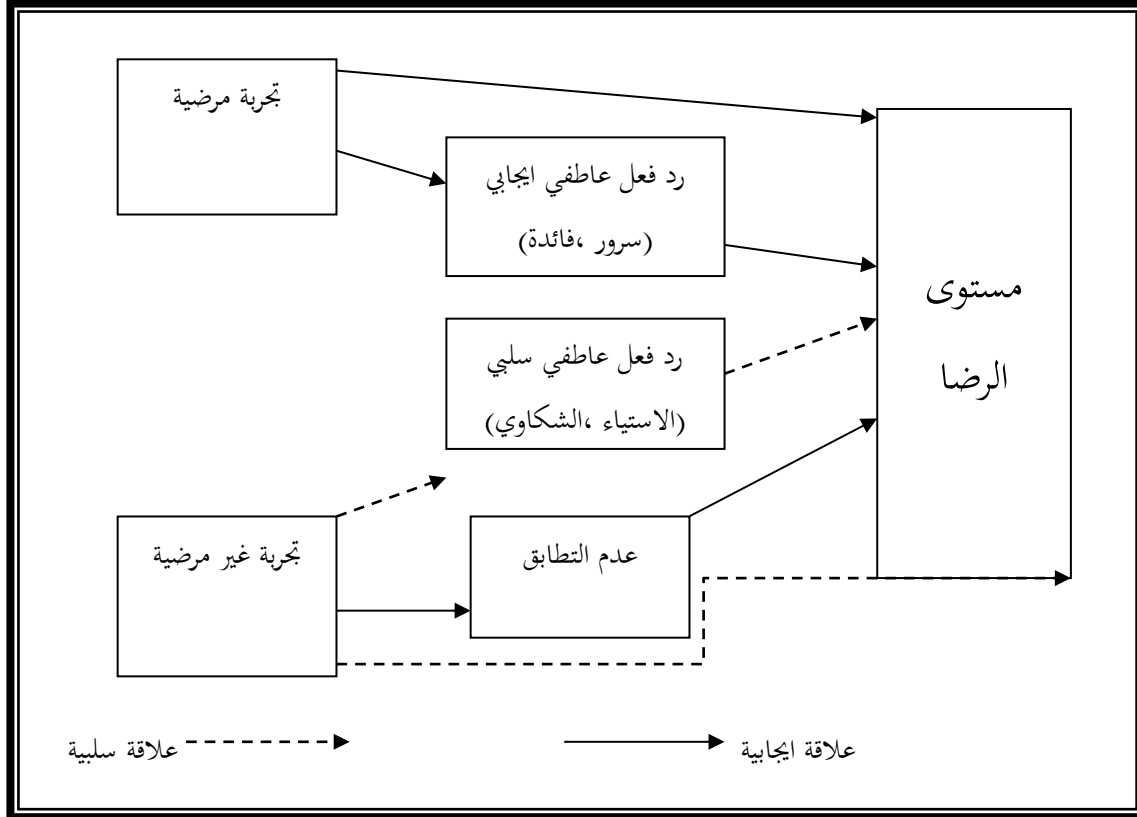 تجربة مرضية
رد فعل عاطفي ايجابي
(سرور ،فائدة)
مستوى
الرضا
رد فعل عاطفي سلبي
(الاستياء ،الشكاوي)
تجربة غير مرضية
عدم التطابق
علاقة ايجابية
علاقة سلبية